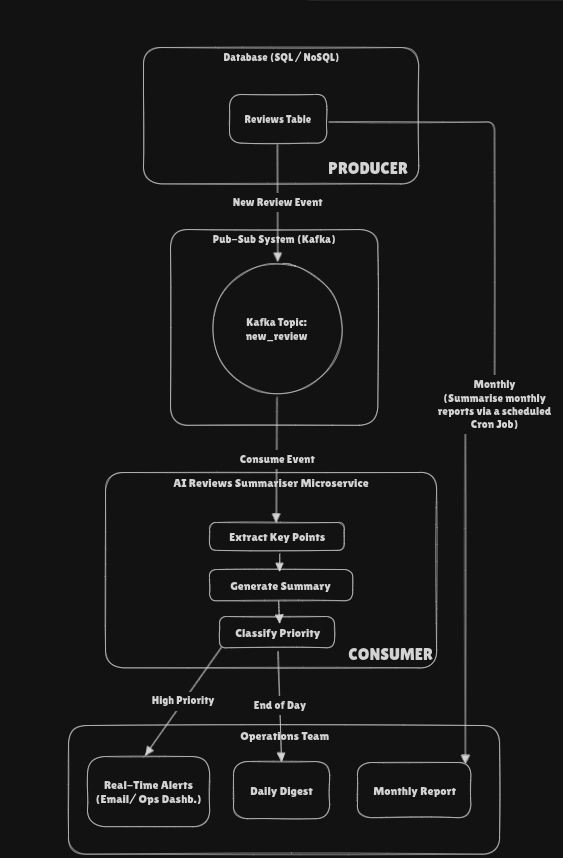 Database (SQL / NoSQL)
Reviews Table
PRODUCER
New Review Event
Pub-Sub System (Kafka)
Kafka Topic:
new_review
Monthly
(Summarise monthly
reports via a scheduled
Cron Job)
Consume Event
AI Reviews Summariser Microservice
Extract Key Points
Generate Summary
Classify Priority
CONSUMER
High Priority
End of Day
Operations Team
Real-Time Alerts
(Email/ Ops Dashb.)
Daily Digest
Monthly Report